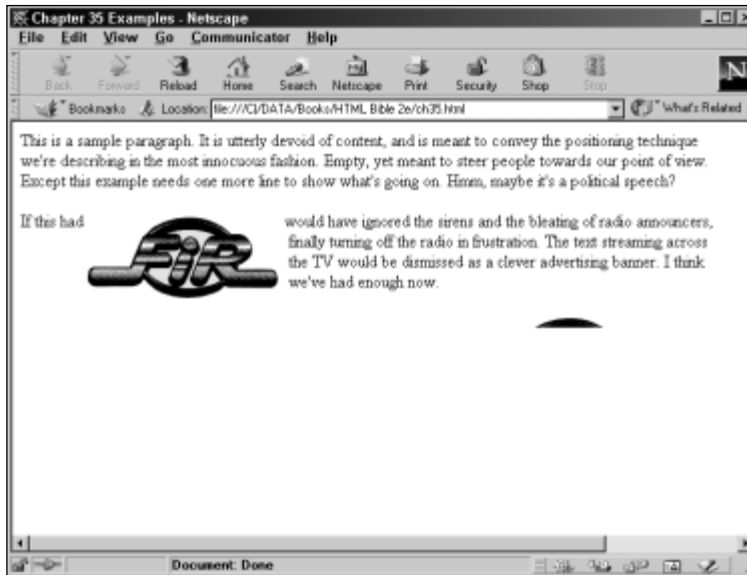 Chapter 35 Examples - Netscape
File Edit View Go Communicator Help
Back Forward Reload Home Search Netscape Print Security Shop Stop
N
Bookmarks Location: file:///C|/DATA/Books/HTML Bible 2e/ch35.html What's Related
This is a sample paragraph. It is utterly devoid of content, and is meant to convey the positioning technique
we're describing in the most innocuous fashion. Empty, yet meant to steer people towards our point of view.
Except this example needs one more line to show what's going on. Hmm, maybe it's a political speech?
If this had would have ignored the sirens and the bleating of radio announcers,
FiR
finally turning off the radio in frustration. The text streaming across
the TV would be dismissed as a clever advertising banner. I think
we've had enough now.
Document: Done